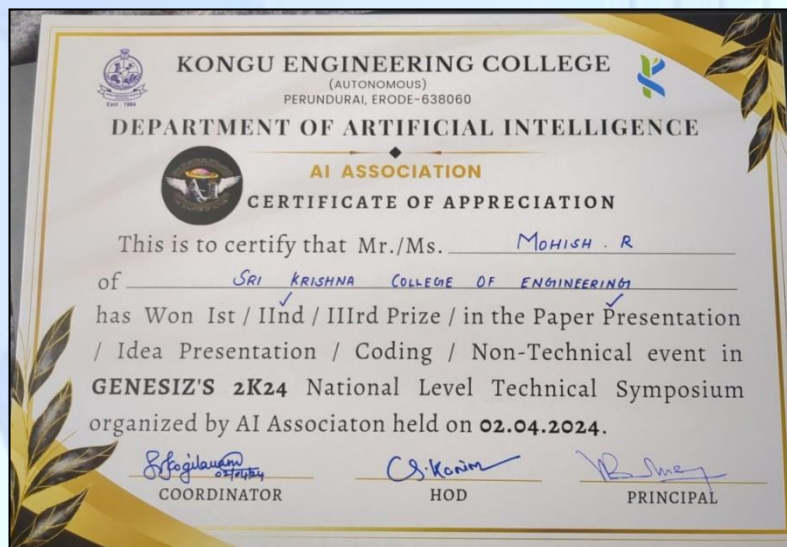 KONGU ENGINEERING COLLEGE
(AUTONOMOUS)
PERUNDURAI, ERODE-638060
Estd : 1984
DEPARTMENT OF ARTIFICIAL INTELLIGENCE
AI ASSOCIATION
CERTIFICATE OF APPRECIATION
This is to certify that Mr./Ms. MOHISH . R
of SRI KRISHNA COLLEGE OF ENGINEERING
has Won Ist / IInd / IIIrd Prize / in the Paper Presentation
/ Idea Presentation / Coding / Non-Technical event in
GENESIZ'S 2K24 National Level Technical Symposium
organized by AI Associaton held on 02.04.2024.
COORDINATOR
HOD
PRINCIPAL